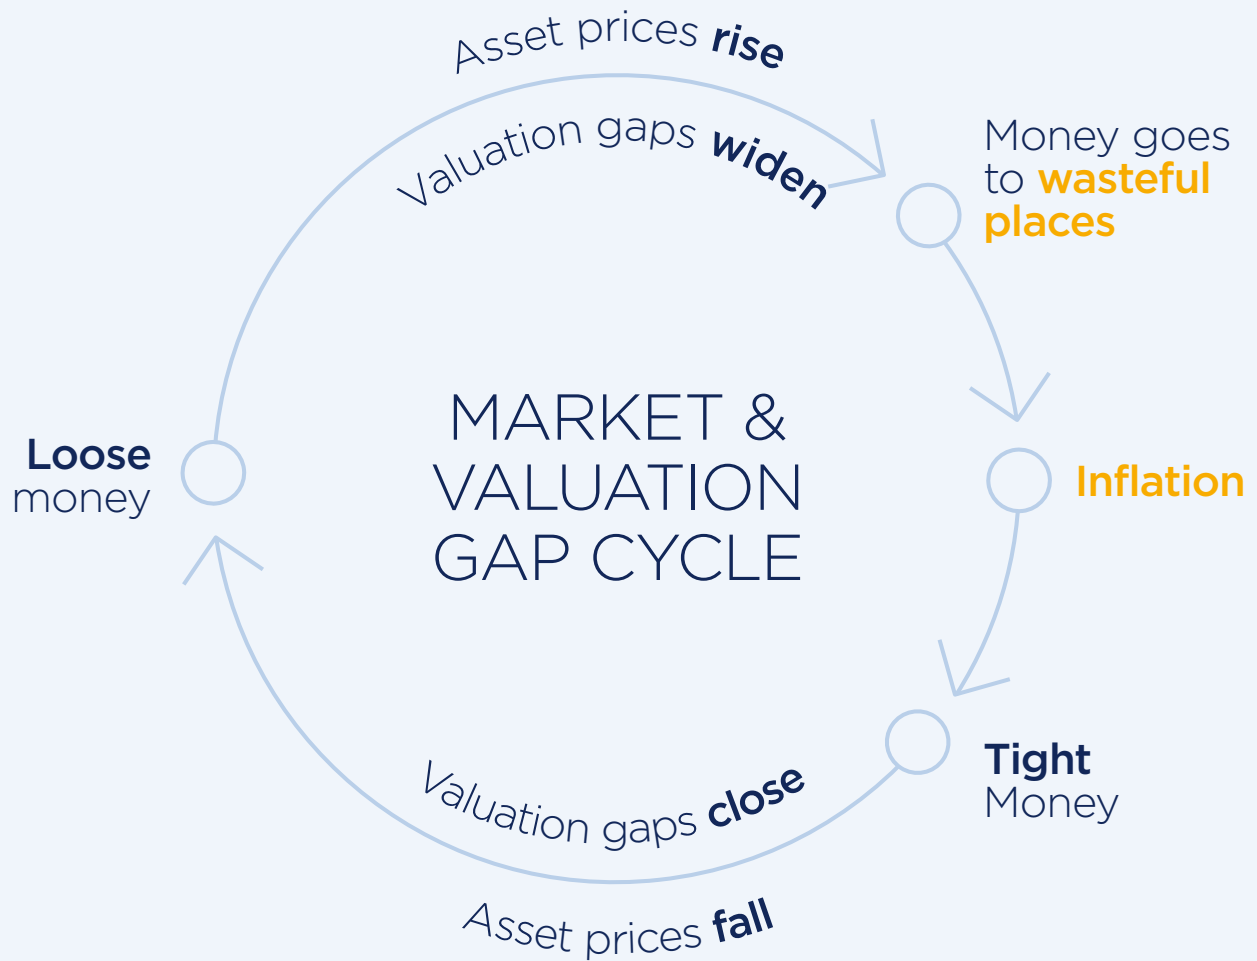 Asset prices rise
Valuation gaps widen
Money goes
to wasteful
places
MARKET &
VALUATION
GAP CYCLE
Loose
money
Inflation
Tight
Money
Valuation gaps close
Asset prices fall